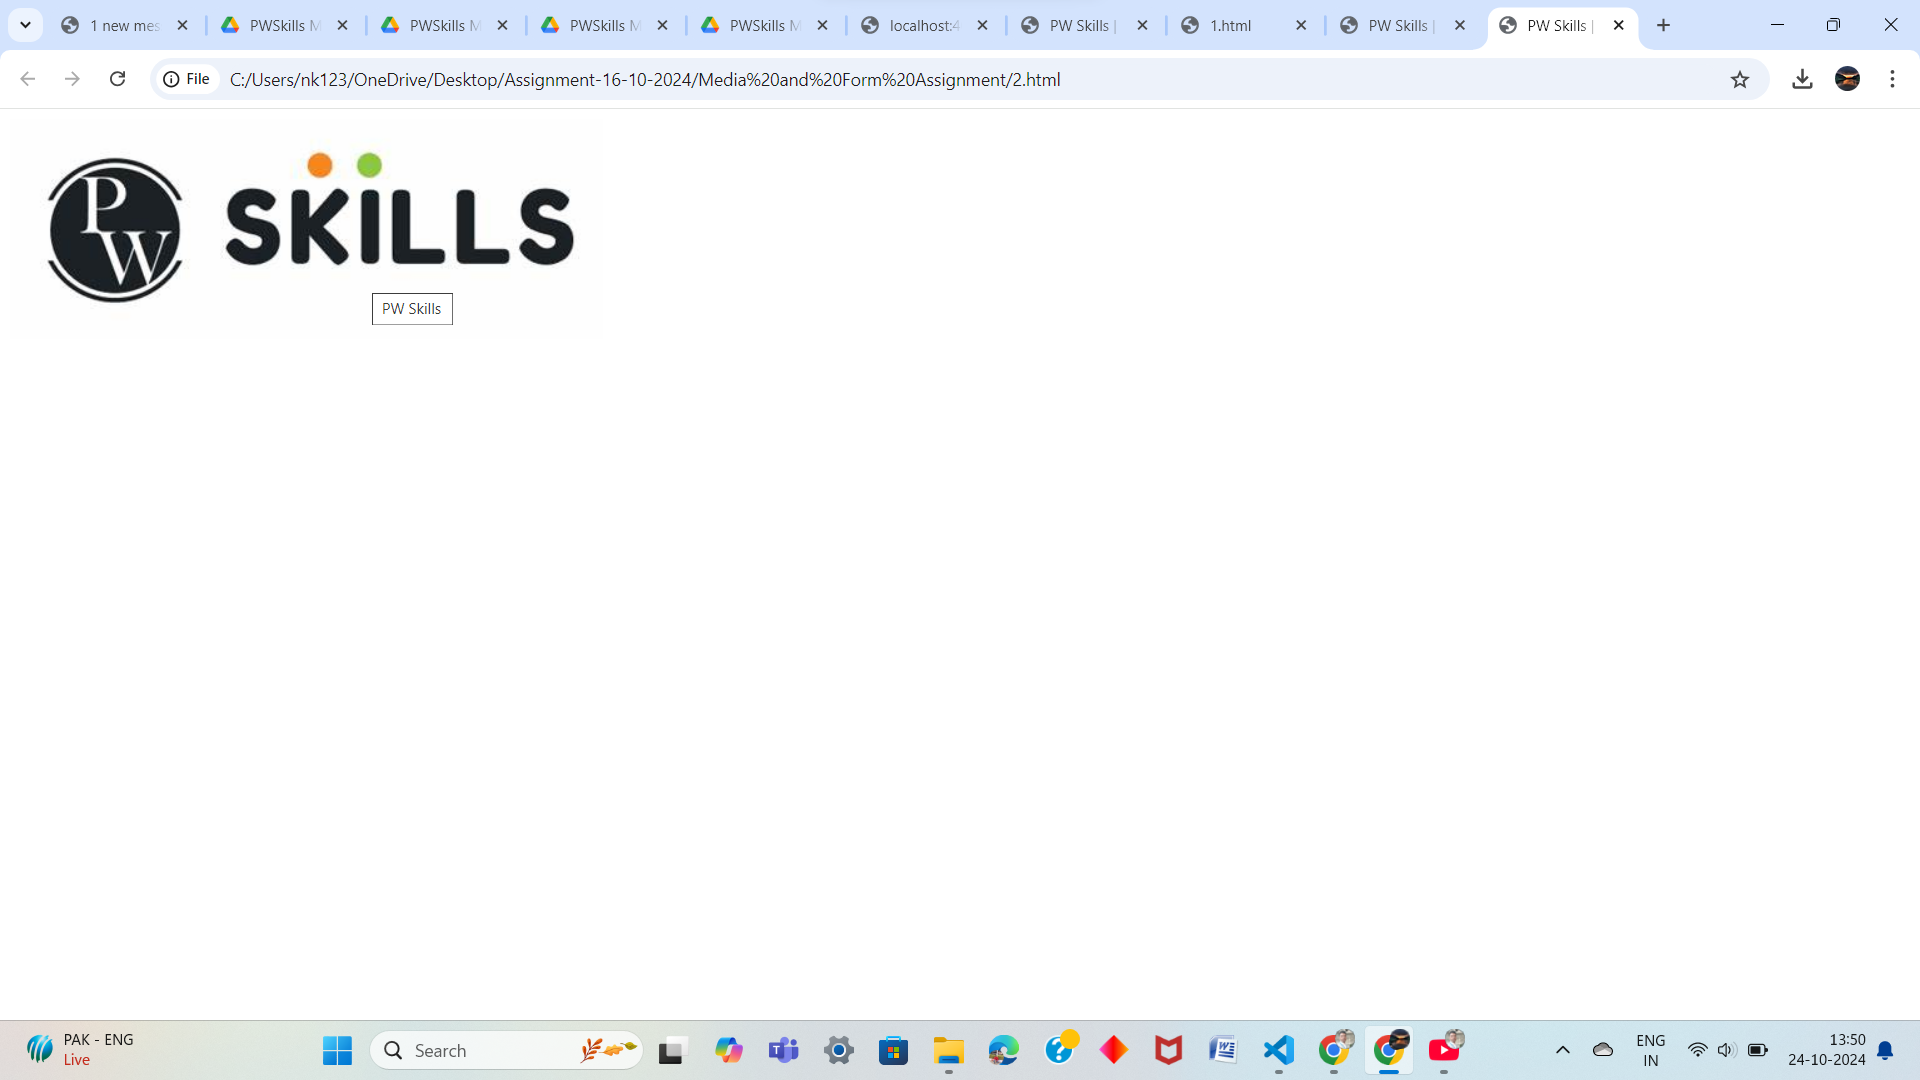 1 new mes
PWSkills M
PWSkills M
PWSkills M
PWSkills M
localhost:4
PW Skills |
1.html
PW Skills |
PW Skills |
File
C:/Users/nk123/OneDrive/Desktop/Assignment-16-10-2024/Media%20and%20Form%20Assignment/2.html
PW
SKILLS
PW Skills
PAK - ENG
Live
Search
ENG
IN
13:50
24-10-2024